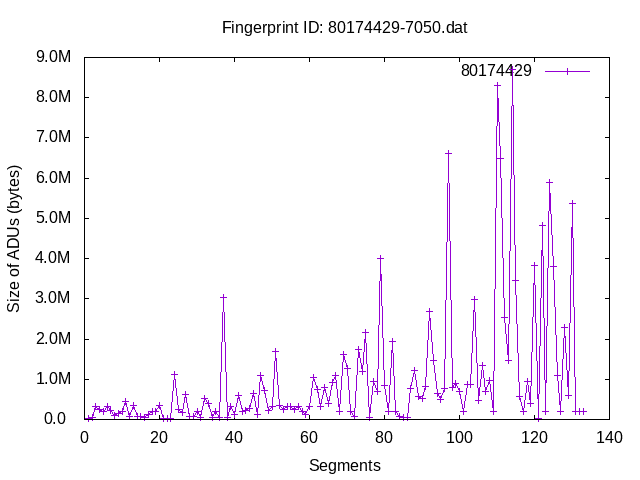 Fingerprint ID: 80174429-7050.dat
80174429
Size of ADUs (bytes)
9.0M
8.0M
7.0M
6.0M
5.0M
4.0M
3.0M
2.0M
1.0M
0.0
0 20 40 60 80 100 120 140
Segments